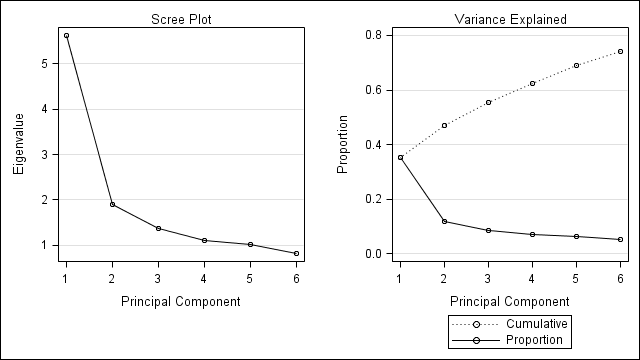 Scree Plot
Eigenvalue
5
4
3
2
1
1 2 3 4 5 6
Principal Component
Variance Explained
Proportion
0.8
0.6
0.4
0.2
0.0
1 2 3 4 5 6
Principal Component
Cumulative
Proportion